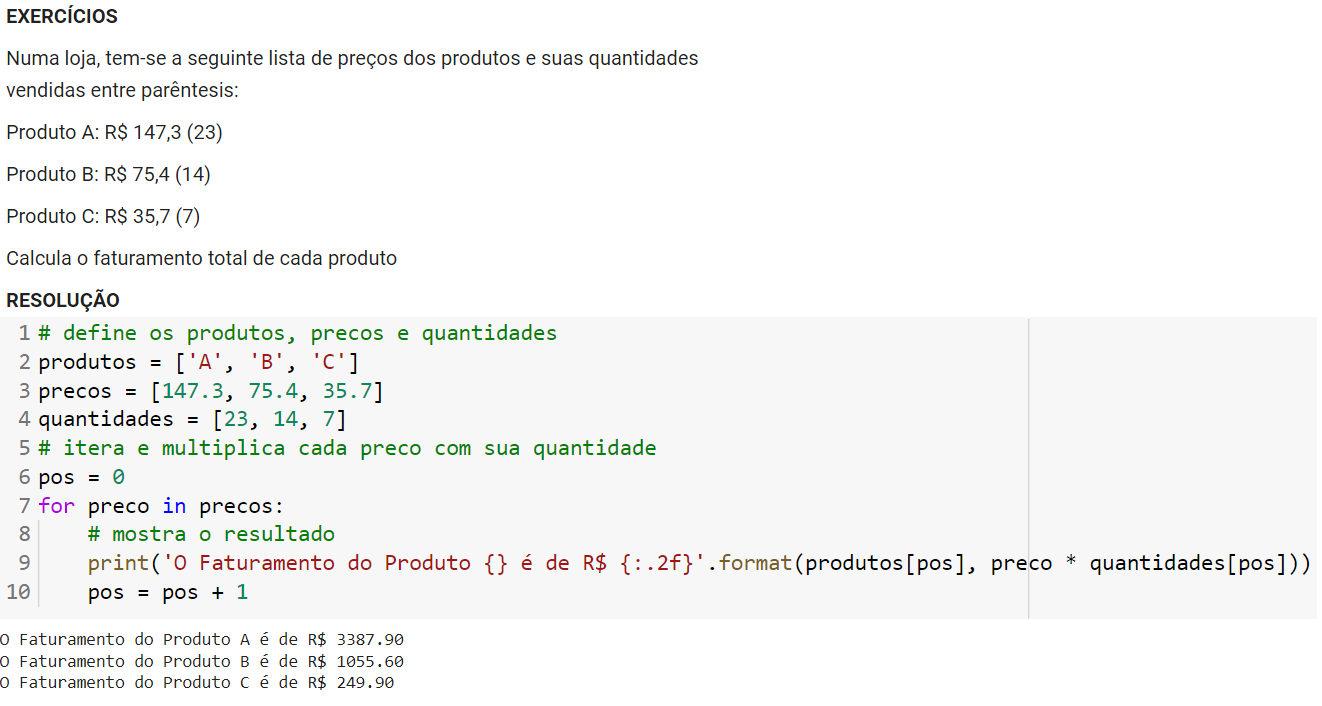 EXERCÍCIOS
Numa loja, tem-se a seguinte lista de preços dos produtos e suas quantidades
vendidas entre parêntesis:
Produto A: R$ 147,3 (23)
Produto B: R$ 75,4 (14)
Produto C: R$ 35,7 (7)
Calcula o faturamento total de cada produto
RESOLUÇÃO
1 # define os produtos, precos e quantidades
2 produtos = ['A', 'B', 'C']
3 precos = [147.3, 75.4, 35.7]
4 quantidades = [23, 14, 7]
5 # itera e multiplica cada preco com sua quantidade
6 pos = 0
7 for preco in precos:
8     # mostra o resultado
9     print('O Faturamento do Produto {} é de R$ {:.2f}'.format(produtos[pos], preco * quantidades[pos]))
10     pos = pos + 1
O Faturamento do Produto A é de R$ 3387.90
O Faturamento do Produto B é de R$ 1055.60
O Faturamento do Produto C é de R$ 249.90